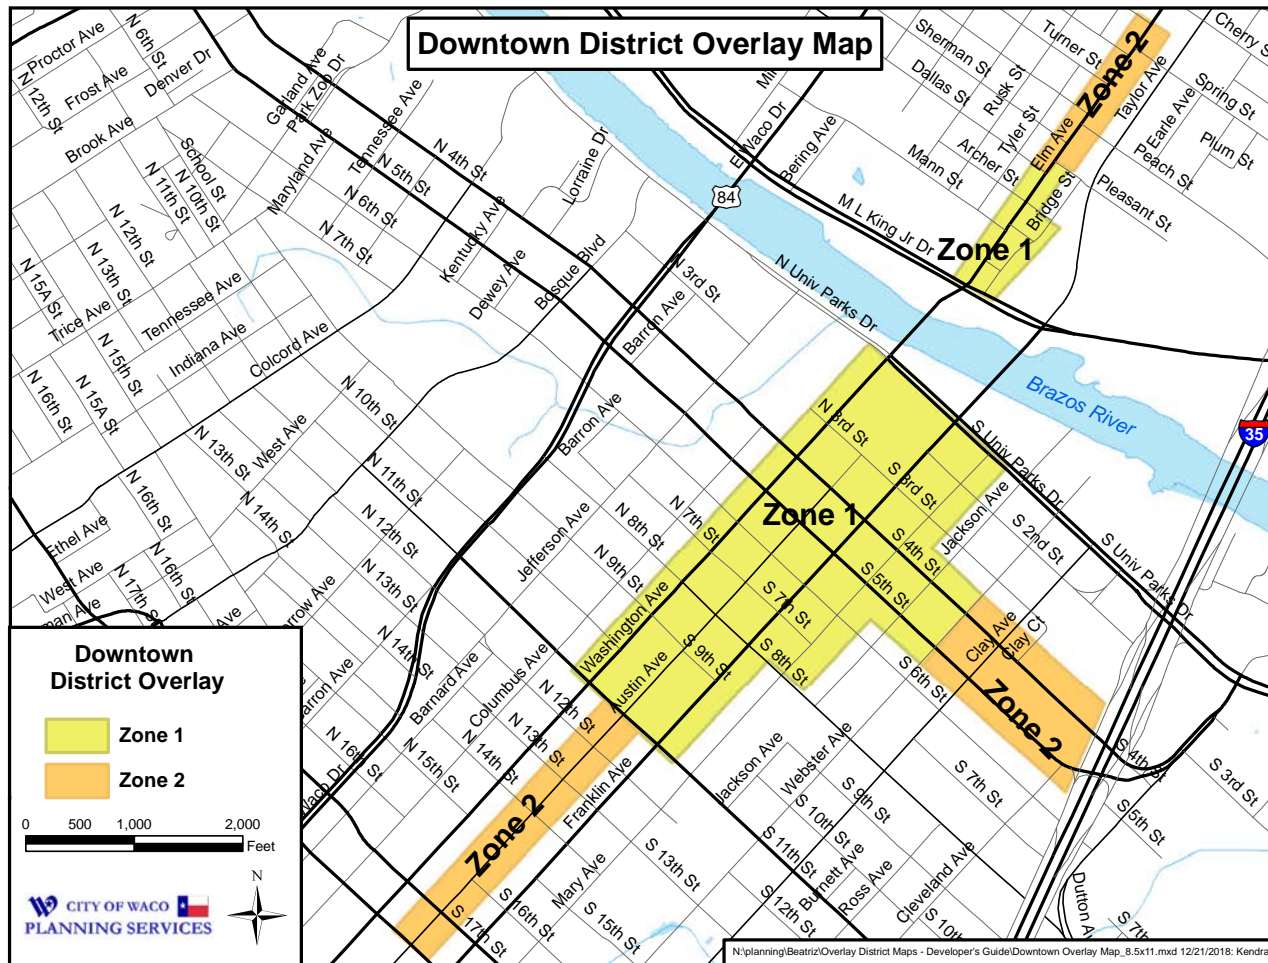 Downtown District Overlay Map
Proctor Ave
N 6th St
Denver Dr
N 12th St
Frost Ave
Brook Ave
Garland Ave
Park Zoo Dr
Tennessee Ave
Maryland Ave
School St
N 10th St
N 11th St
N 12th St
N 13th St
N 4th St
N 5th St
N 6th St
N 7th St
Lorraine Dr
Kentucky Ave
Dewey Ave
Bosque Blvd
N 15A St
Trice Ave
Tennessee Ave
Indiana Ave
Colcord Ave
N 15th St
N 15A St
N 16th St
84
Bering Ave
M L King Jr Dr
Mann St
Archer St
Tyler St
Rusk St
Dallas St
Sherman St
Turner St
Cherry S
Zone 2
Taylor Ave
Elm Ave
Spring St
Earle Ave
Plum St
Peach St
Pleasant St
Bridge St
Zone 1
N Univ Parks Dr
N 3rd St
Barron Ave
Brazos River
35
N 10th St
West Ave
N 13th St
N 11th St
N 14th St
N 12th St
N 13th St
Barron Ave
Jefferson Ave
N 8th St
N 9th St
N 7th St
N 3rd St
S 3rd St
S Univ Parks Dr
Zone 1
S 4th St
Jackson Ave
S 2nd St
S Univ Parks Dr
S 5th St
S 7th St
Washington Ave
S 9th St
S 8th St
Clay Ave
Clay Ct
S 6th St
Zone 2
N 16th St
Ethel Ave
West Ave
N 16th St
N 17th St
man Ave
Ave
rrow Ave
arron Ave
N 14th St
Barnard Ave
Columbus Ave
N 12th St
Austin Ave
N 13th St
N 14th St
N 15th St
N 16th St
Waco Dr
Franklin Ave
Zone 2
Mary Ave
S 13th St
S 15th St
S 16th St
S 17th St
Jackson Ave
Webster Ave
S 9th St
S 10th St
S 11th St
Burnett Ave
Ross Ave
S 12th St
Cleveland Ave
S 10th
S 7th St
S 4th St
S 3rd St
S 5th St
Dutton A
S 7th
Downtown
District Overlay
Zone 1
Zone 2
0 500 1,000 2,000
Feet
N
CITY OF WACO
PLANNING SERVICES
N:\planning\Beatriz\Overlay District Maps - Developer's Guide\Downtown Overlay Map_8.5x11.mxd 12/21/2018: Kendra